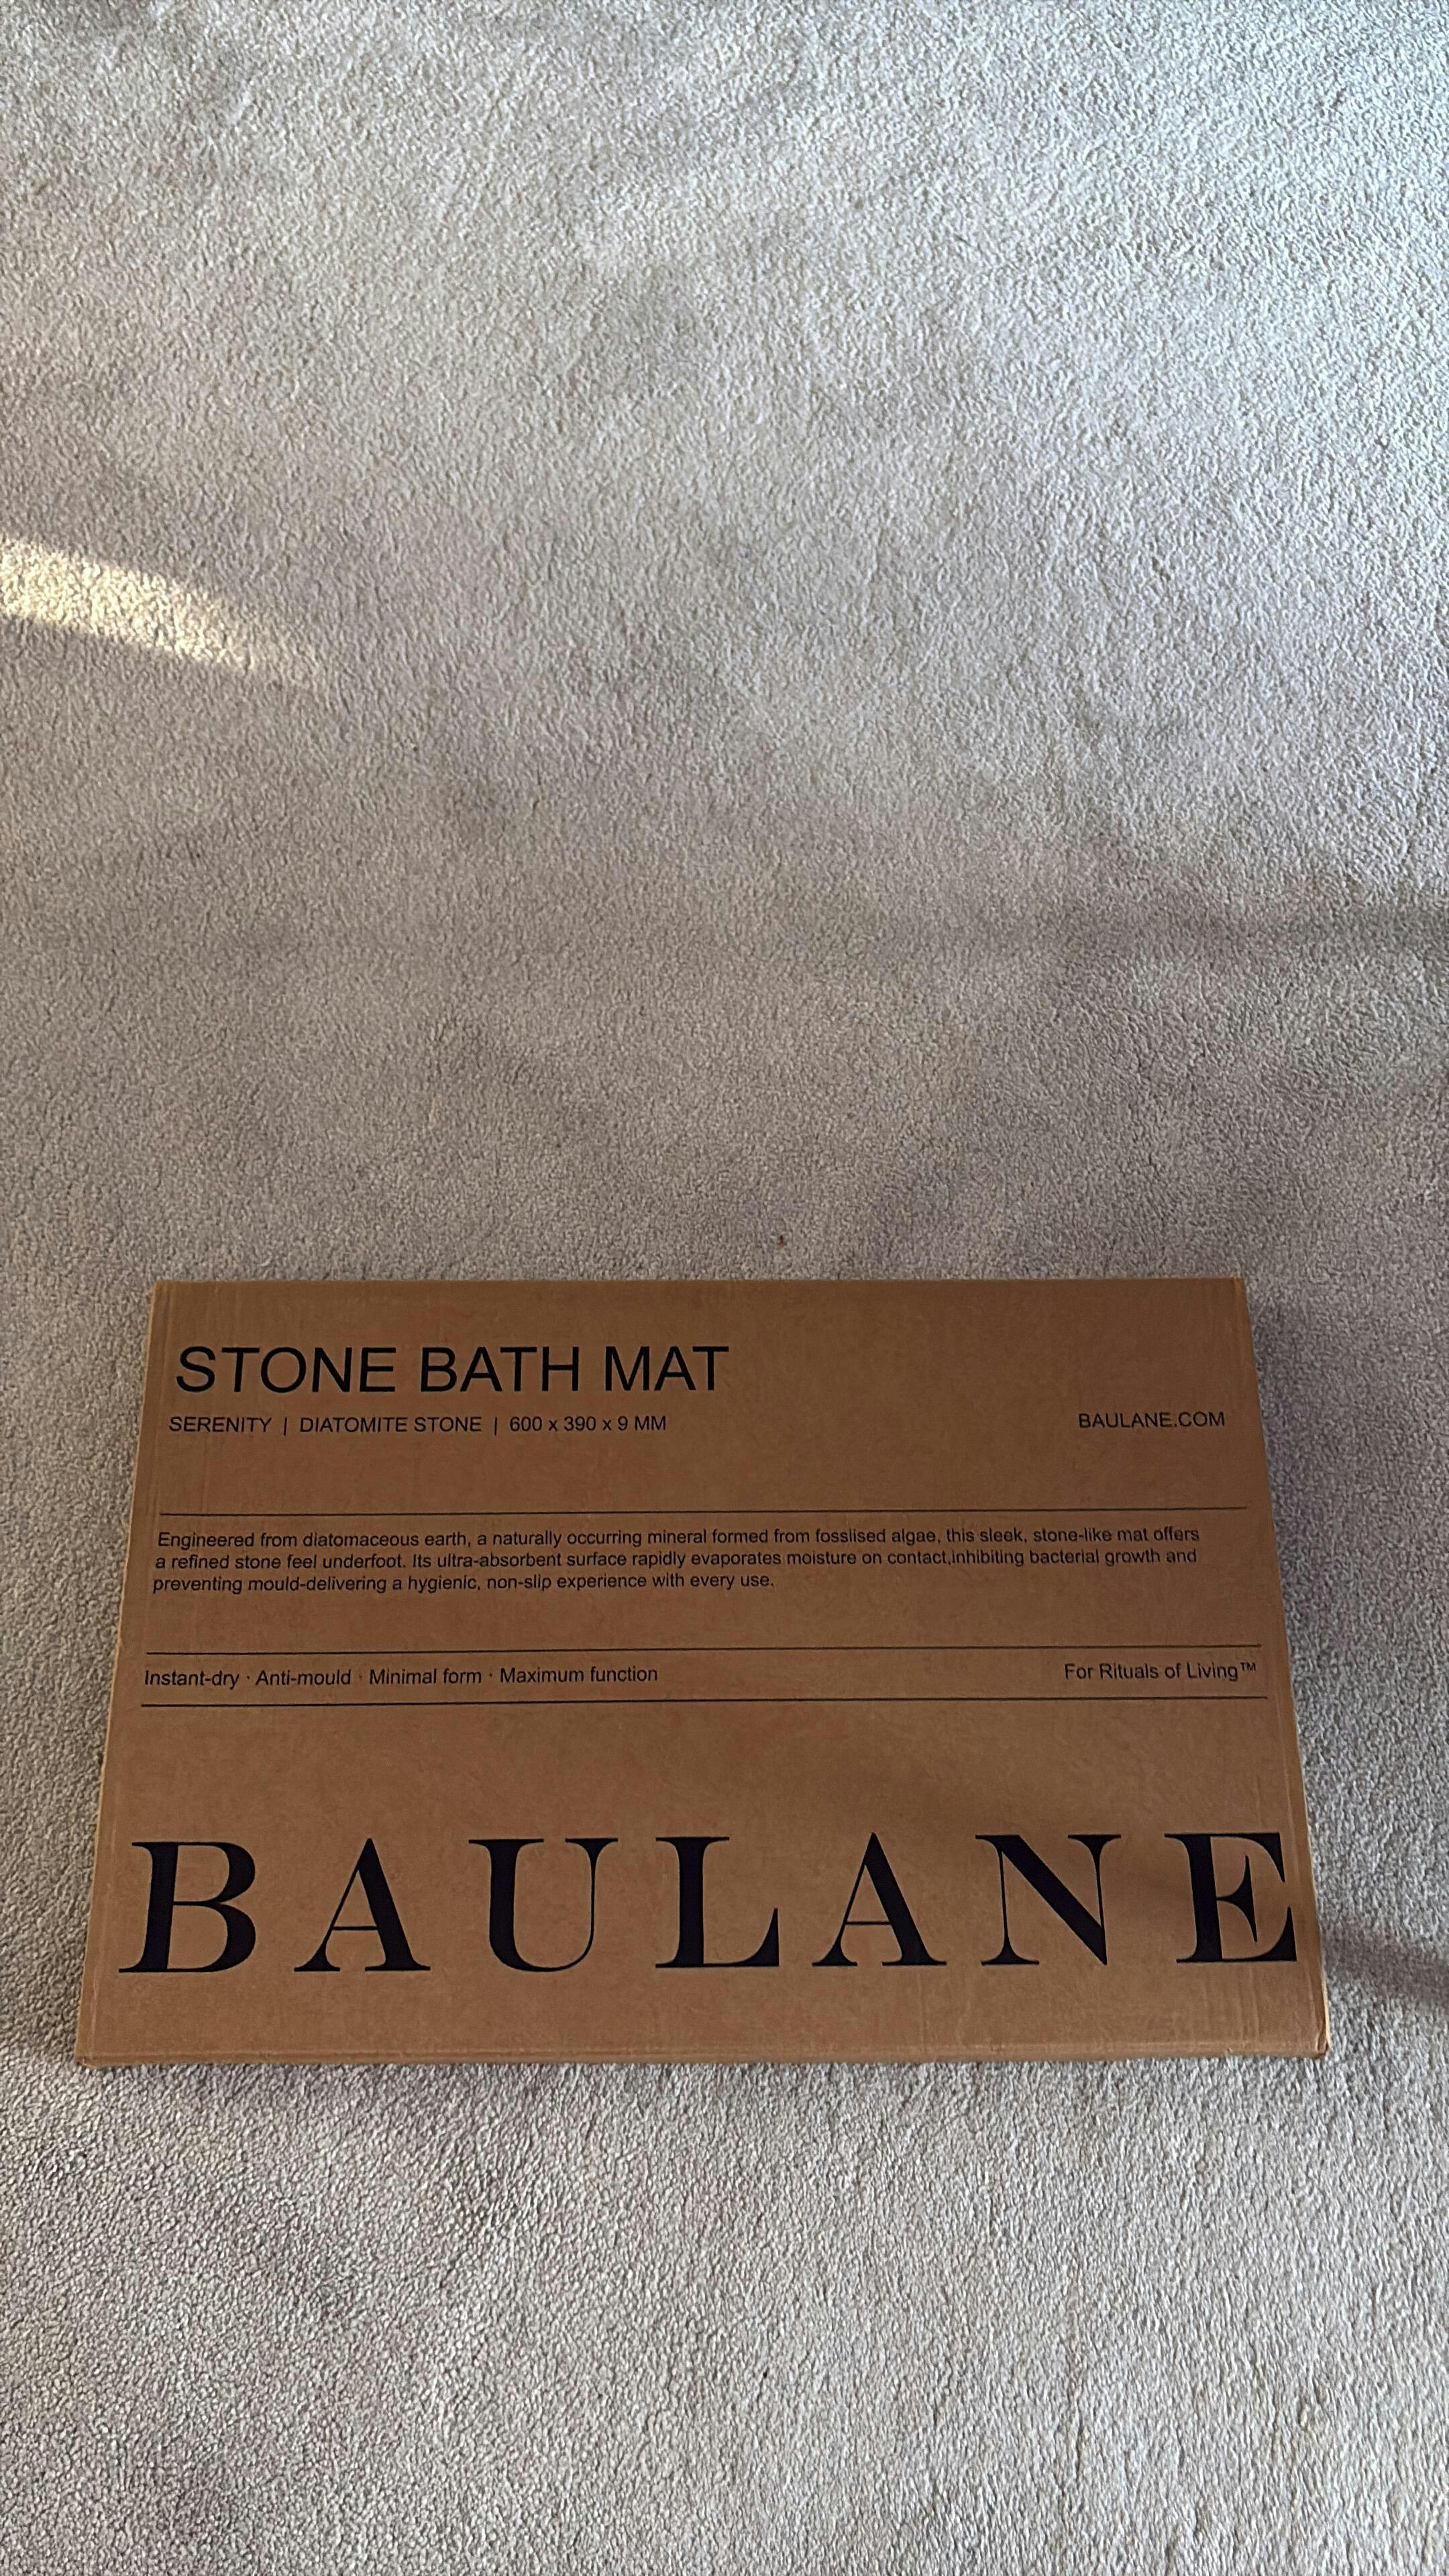 STONE BATH MAT
SERENITY | DIATOMITE STONE | 600 x 390 x 9 MM
BAULANE.COM
Engineered from diatomaceous earth, a naturally occurring mineral formed from fosslised algae, this sleek, stone-like mat offers
a refined stone feel underfoot. Its ultra-absorbent surface rapidly evaporates moisture on contact,inhibiting bacterial growth and
preventing mould-delivering a hygienic, non-slip experience with every use.
Instant-dry · Anti-mould · Minimal form · Maximum function
For Rituals of Living™
BAULANE